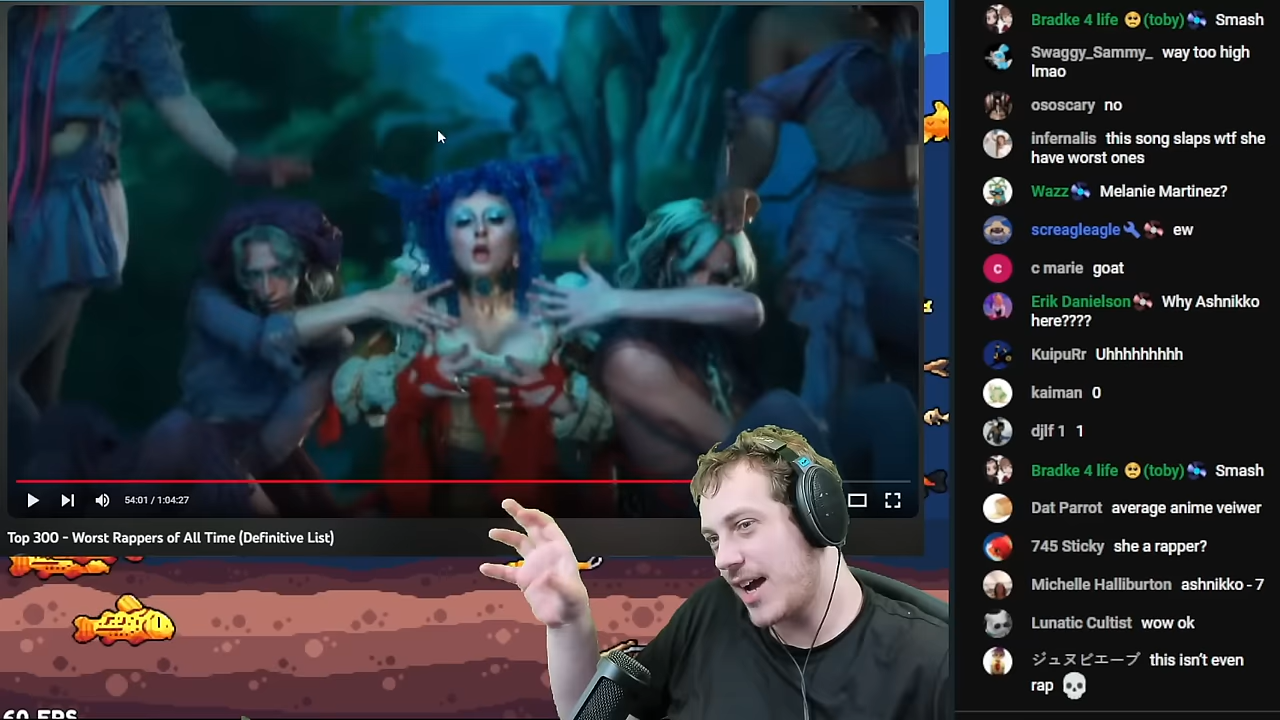 Bradke 4 life 🥺(toby) Smash
Swaggy_Sammy_ way too high
lmao
ososcary no
infernalis this song slaps wtf she
have worst ones
Wazz Melanie Martinez?
screagleagle ew
c c marie goat
Erik Danielson Why Ashnikko
here????
KuipuRr Uhhhhhhhhh
kaiman 0
djlf 1 1
Bradke 4 life 🥺(toby) Smash
Dat Parrot average anime veiwer
745 Sticky she a rapper?
Michelle Halliburton ashnikko - 7
Lunatic Cultist wow ok
ジュヌビエーブ this isn't even
rap 💀
54:01 / 1:04:27
Top 300 - Worst Rappers of All Time (Definitive List)
60 FPS